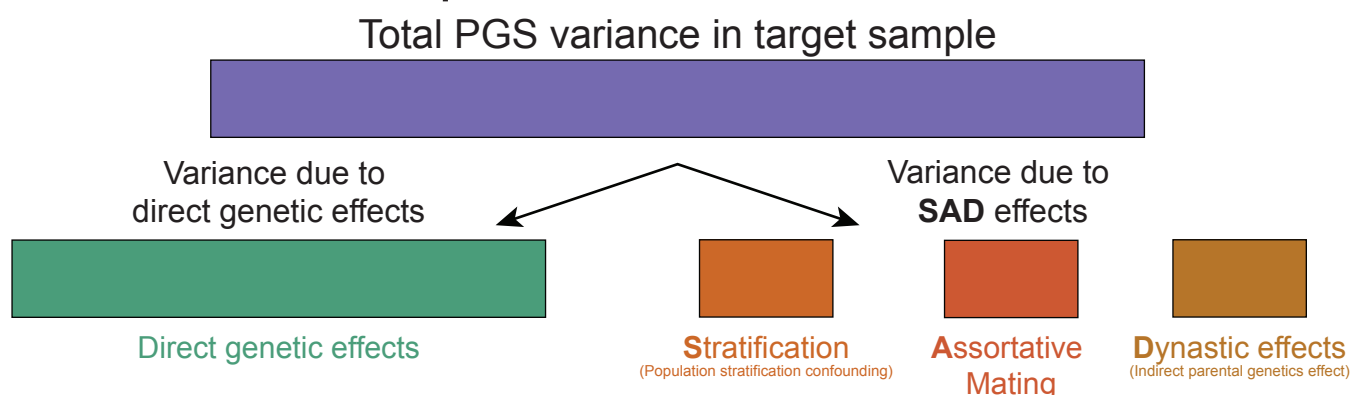 Total PGS variance in target sample
Variance due to
direct genetic effects
Variance due to
SAD effects
Direct genetic effects
Stratification
(Population stratification confounding)
Assortative
Mating
Dynastic effects
(Indirect parental genetics effect)